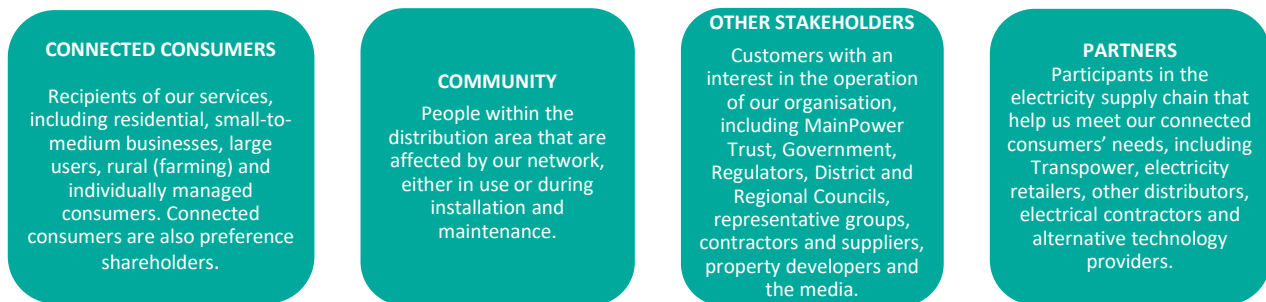 CONNECTED CONSUMERS
Recipients of our services,
including residential, small-to-
medium businesses, large
users, rural (farming) and
individually managed
consumers. Connected
consumers are also preference
shareholders.
COMMUNITY
People within the
distribution area that are
affected by our network,
either in use or during
installation and
maintenance.
OTHER STAKEHOLDERS
Customers with an
interest in the operation
of our organisation,
including MainPower
Trust, Government,
Regulators, District and
Regional Councils,
representative groups,
contractors and suppliers,
property developers and
the media.
PARTNERS
Participants in the
electricity supply chain that
help us meet our connected
consumers’ needs, including
Transpower, electricity
retailers, other distributors,
electrical contractors and
alternative technology
providers.